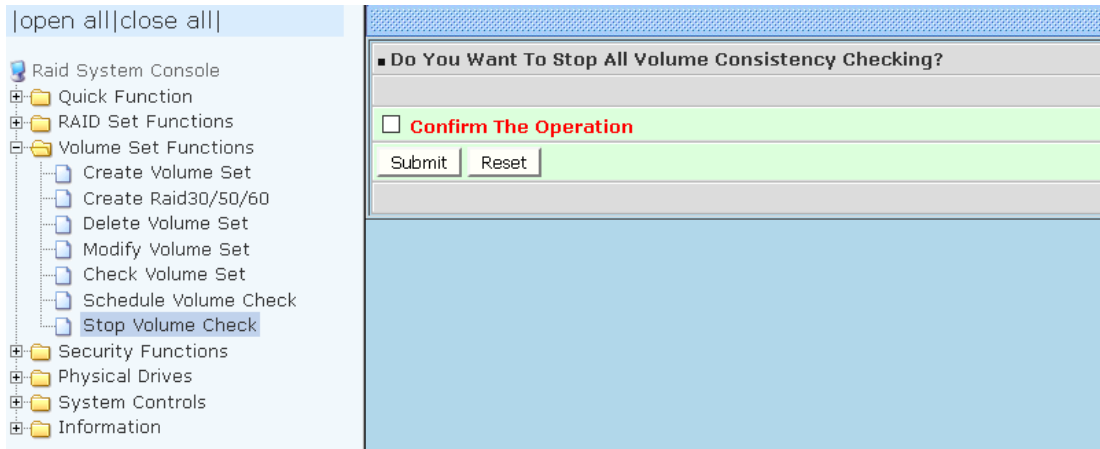 |open all|close all|
Raid System Console
Quick Function
RAID Set Functions
Volume Set Functions
Create Volume Set
Create Raid30/50/60
Delete Volume Set
Modify Volume Set
Check Volume Set
Schedule Volume Check
Stop Volume Check
Security Functions
Physical Drives
System Controls
Information
Do You Want To Stop All Volume Consistency Checking?
Confirm The Operation
Submit Reset